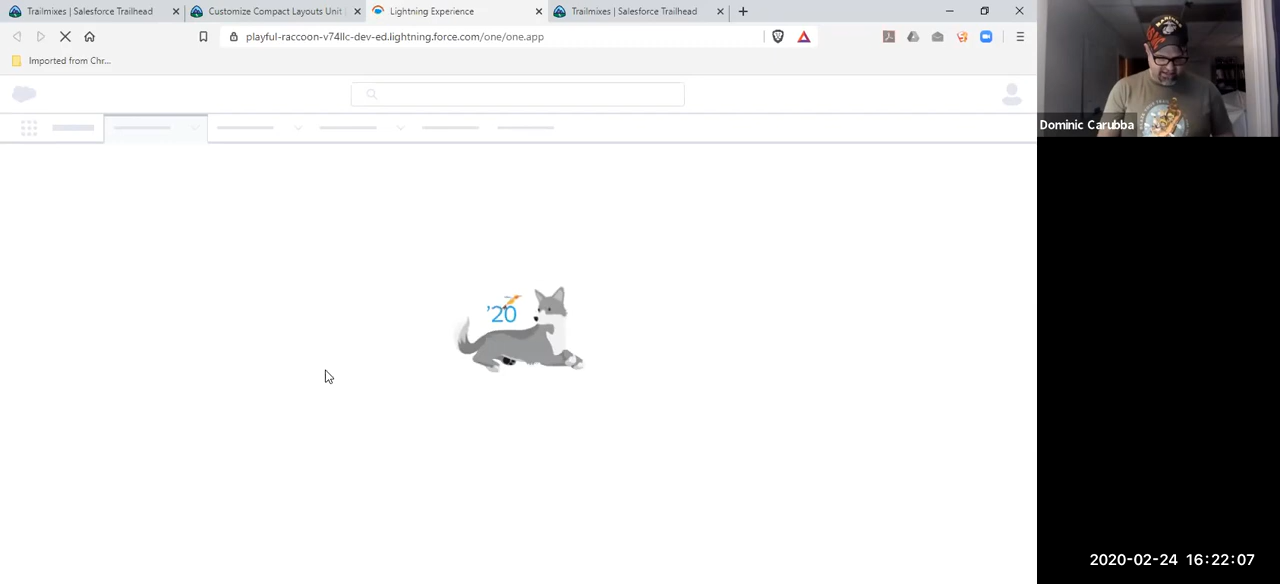 Trailmixes | Salesforce Trailhead
Customize Compact Layouts Unit
Lightning Experience
Trailmixes | Salesforce Trailhead
playful-raccoon-v74llc-dev-ed.lightning.force.com/one/one.app
Imported from Chr...
'20
Dominic Carubba
2020-02-24 16:22:07